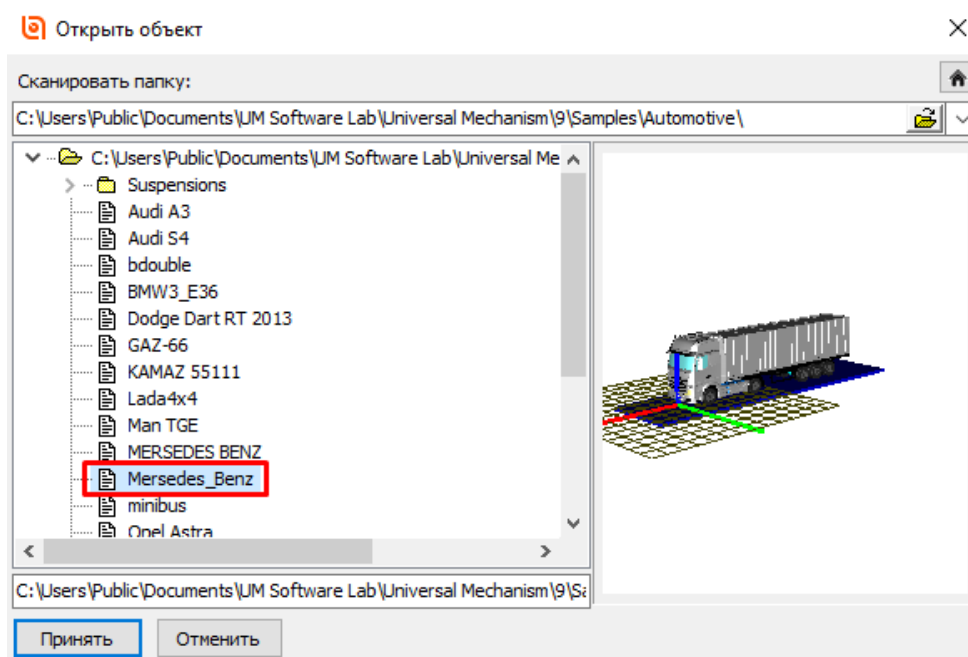 Открыть объект
Сканировать папку:
C:\Users\Public\Documents\UM Software Lab\Universal Mechanism\9\Samples\Automotive\
C:\Users\Public\Documents\UM Software Lab\Universal Me
Suspensions
Audi A3
Audi S4
bdouble
BMW3_E36
Dodge Dart RT 2013
GAZ-66
KAMAZ 55111
Lada4x4
Man TGE
MERSEDES BENZ
Mersedes_Benz
minibus
Opel Astra
C:\Users\Public\Documents\UM Software Lab\Universal Mechanism\9\Sa
Принять Отменить